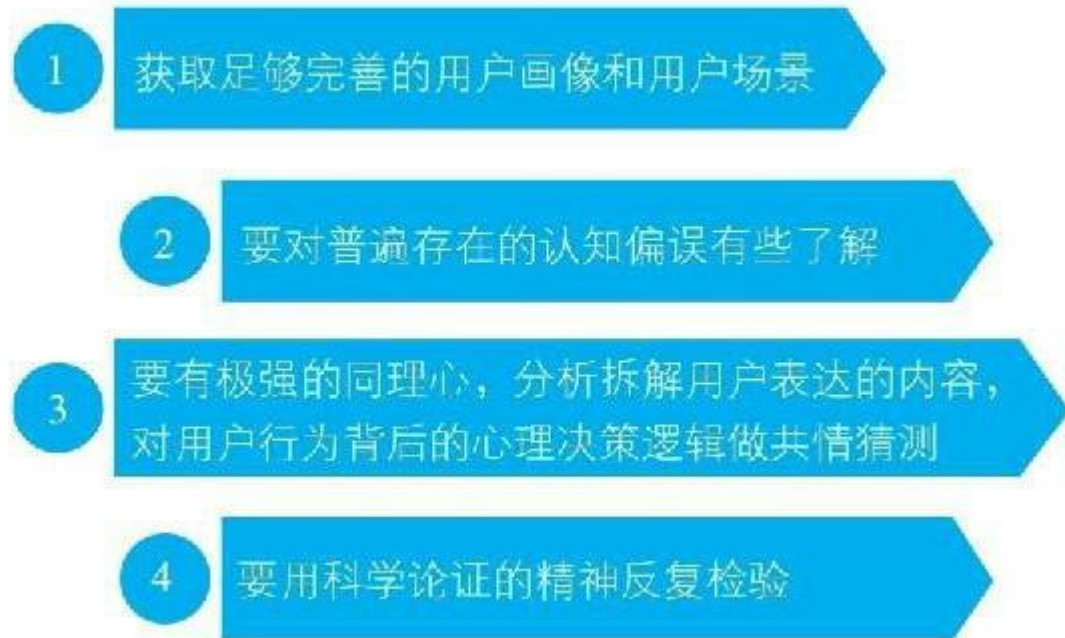 1 获取足够完善的用户画像和用户场景
2 要对普遍存在的认知偏误有些了解
3 要有极强的同理心，分析拆解用户表达的内容，
对用户行为背后的心理决策逻辑做共情猜测
4 要用科学论证的精神反复检验